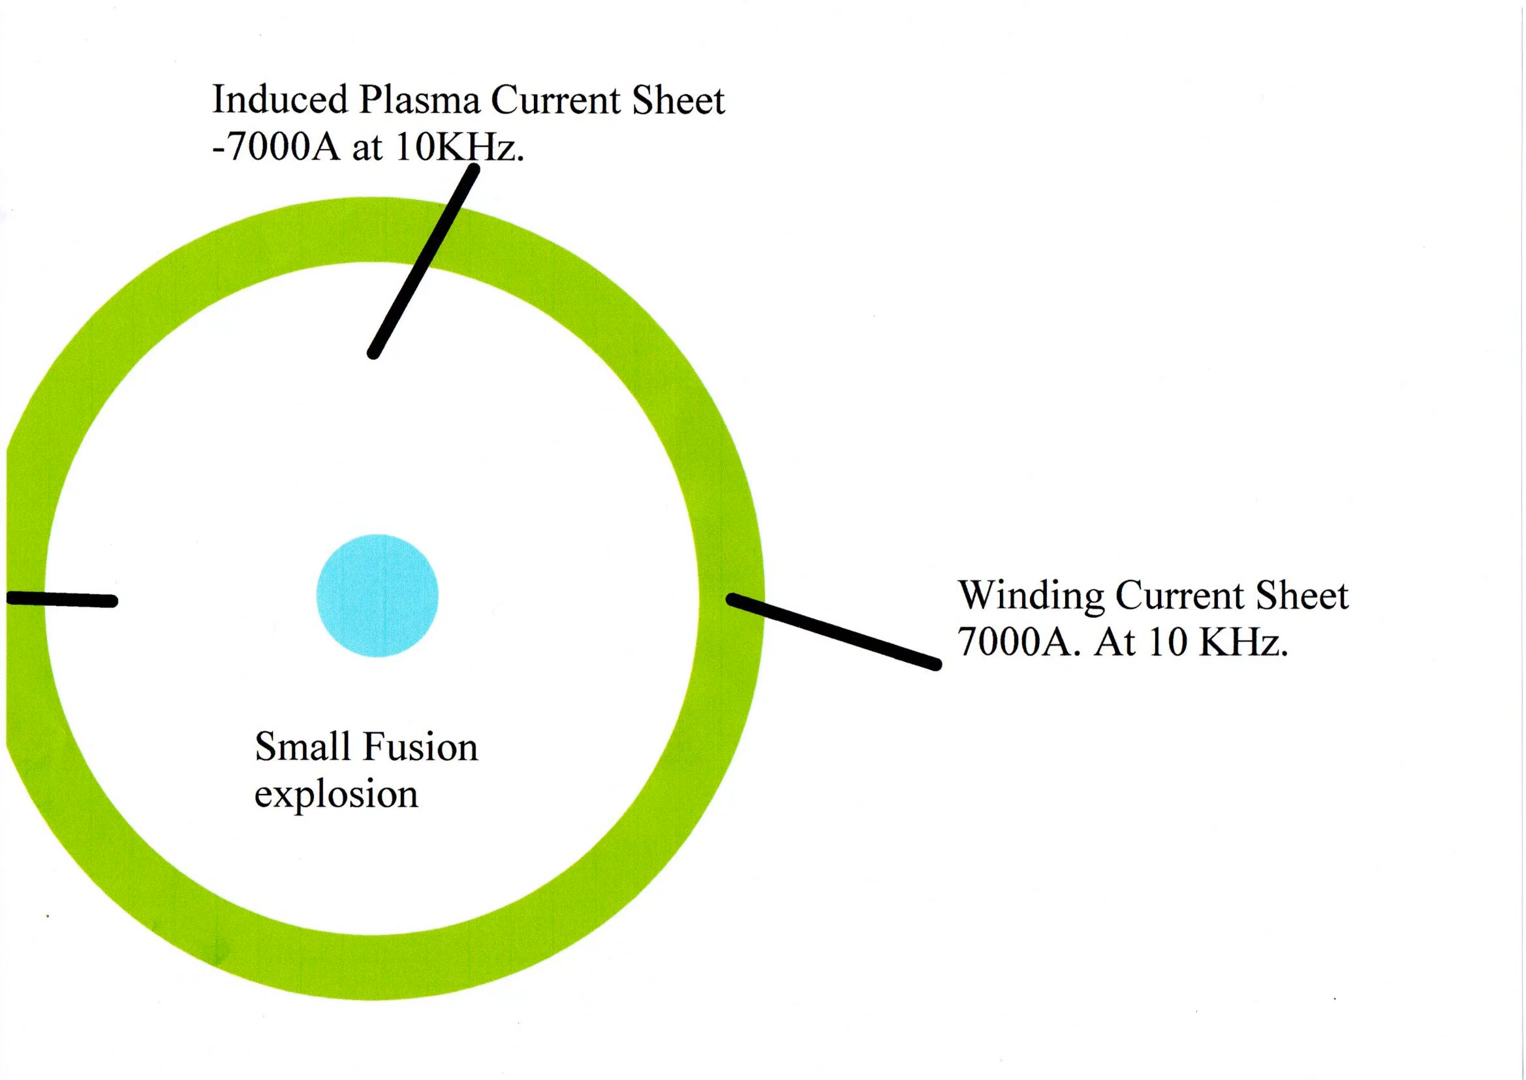 Induced Plasma Current Sheet
-7000A at 10KHz.
Winding Current Sheet
7000A. At 10 KHz.
Small Fusion
explosion